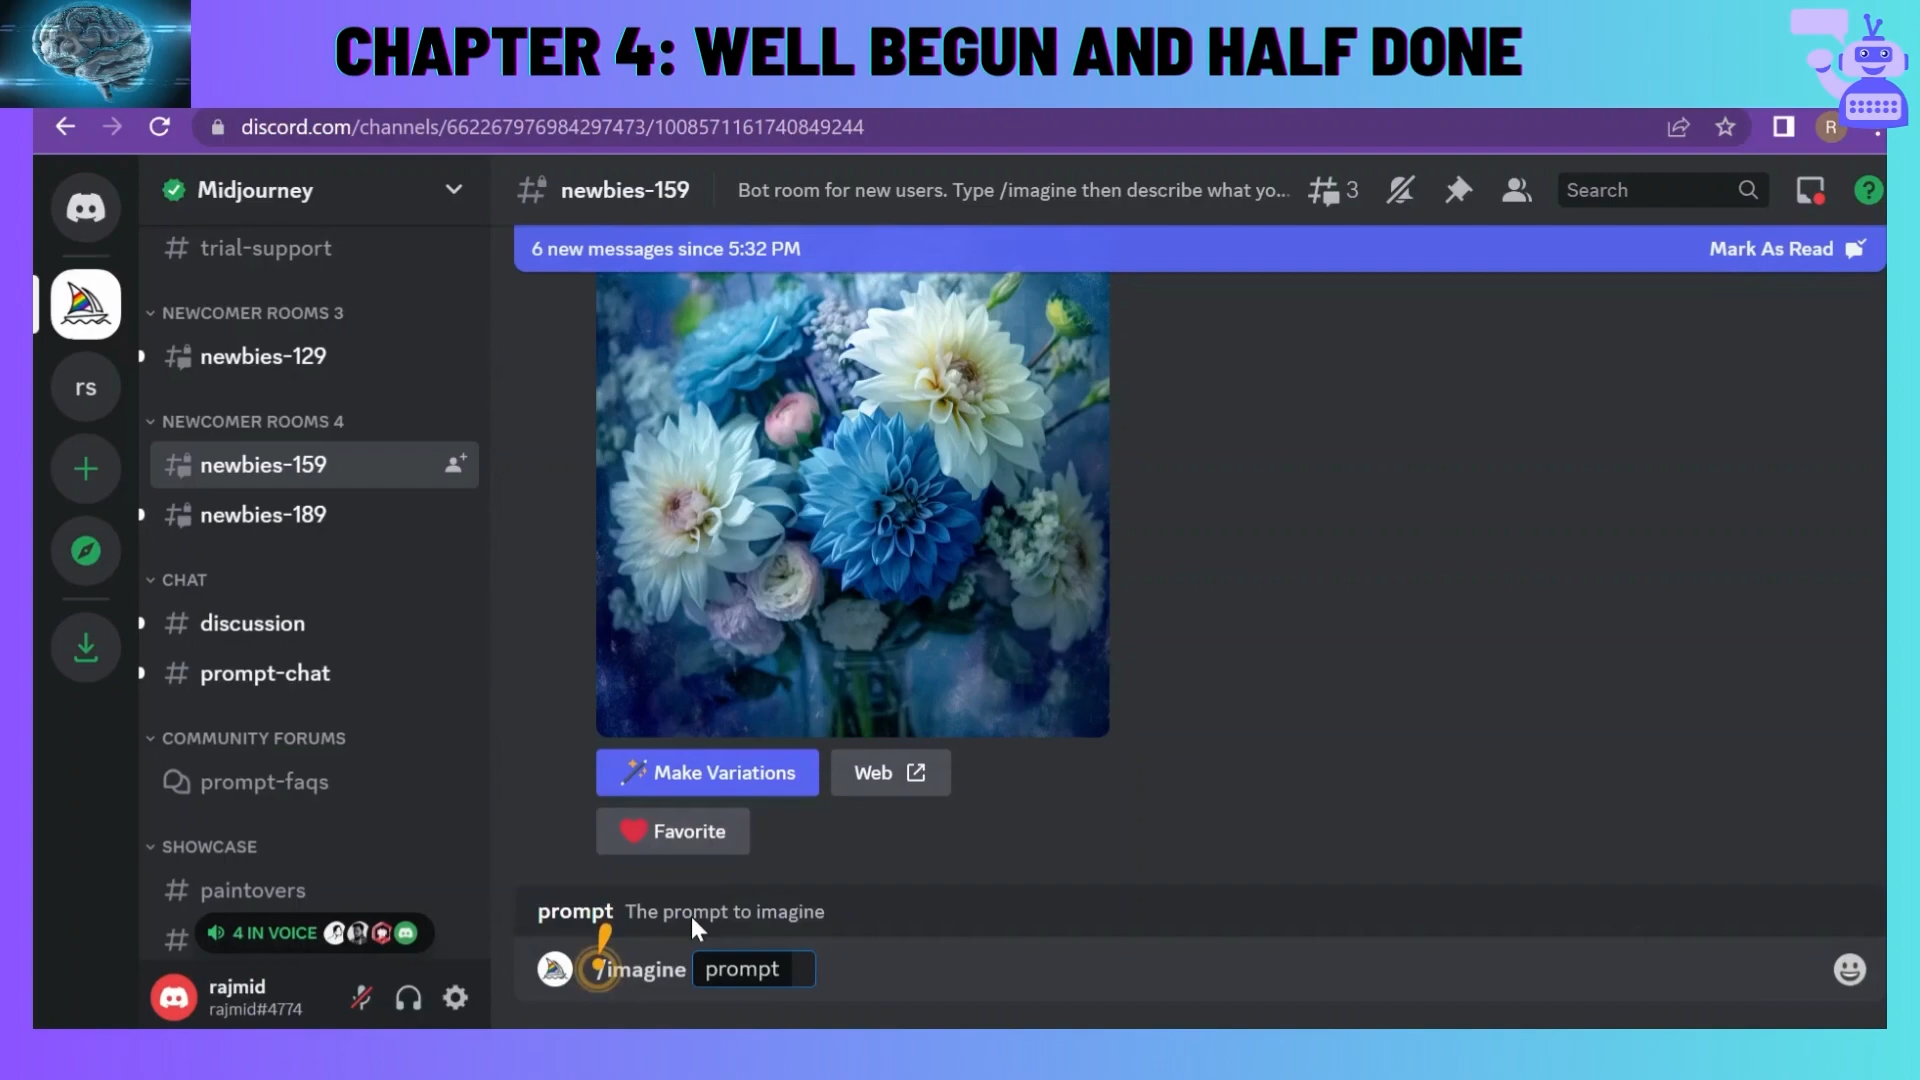 CHAPTER 4: WELL BEGUN AND HALF DONE
discord.com/channels/662267976984297473/1008571161740849244
R
Midjourney
newbies-159
Bot room for new users. Type /imagine then describe what yo...
3
Search
?
# trial-support
6 new messages since 5:32 PM
Mark As Read
NEWCOMER ROOMS 3
newbies-129
rs
NEWCOMER ROOMS 4
newbies-159
newbies-189
CHAT
# discussion
# prompt-chat
COMMUNITY FORUMS
prompt-faqs
Make Variations
Web
Favorite
SHOWCASE
# paintovers
#
4 IN VOICE
prompt The prompt to imagine
/imagine prompt
rajmid
rajmid#4774